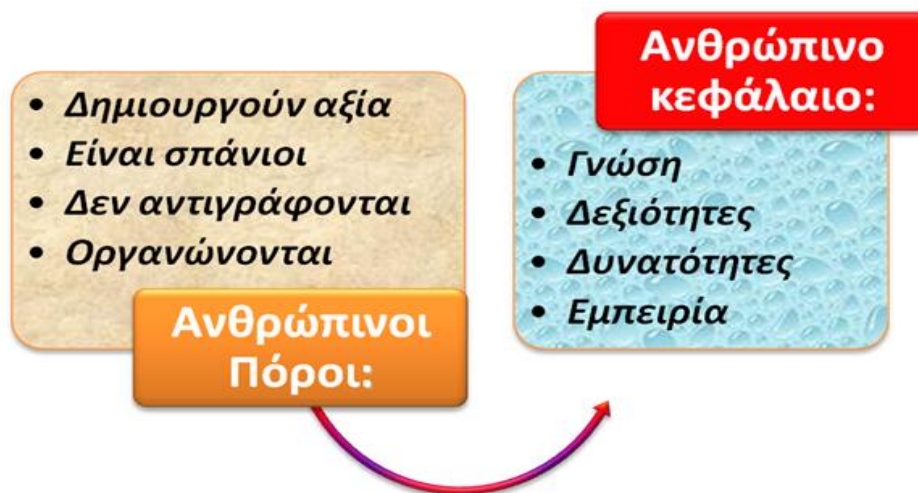 • Δημιουργούν αξία
• Είναι σπάνιοι
• Δεν αντιγράφονται
• Οργανώνονται
Ανθρώπινοι
Πόροι:
Ανθρώπινο
κεφάλαιο:
• Γνώση
• Δεξιότητες
• Δυνατότητες
• Εμπειρία